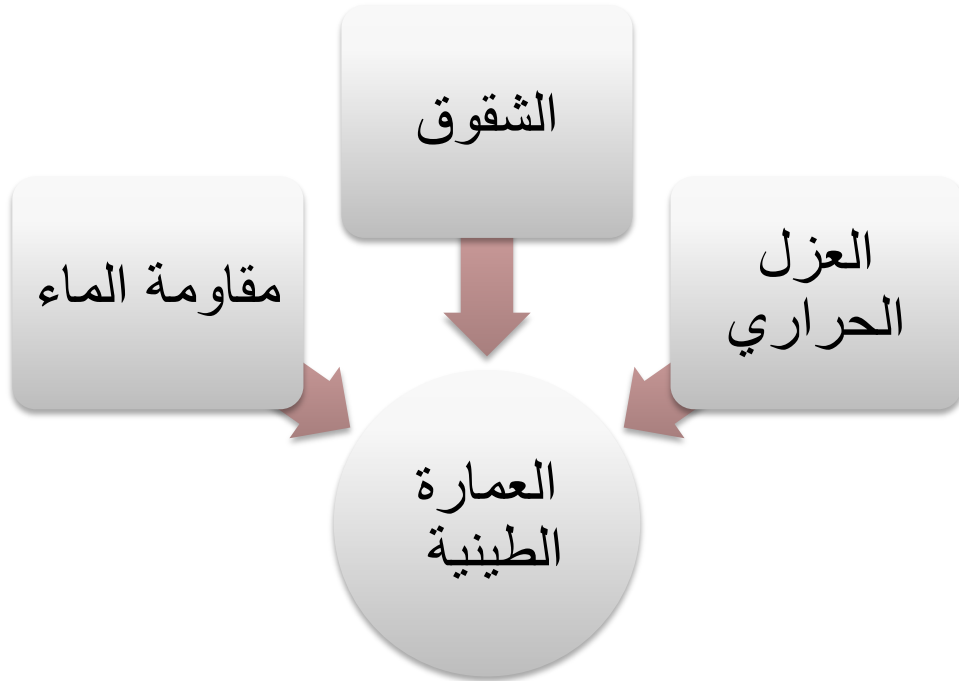 الشقوق
العزل
الحراري
مقاومة الماء
العمارة
الطينية